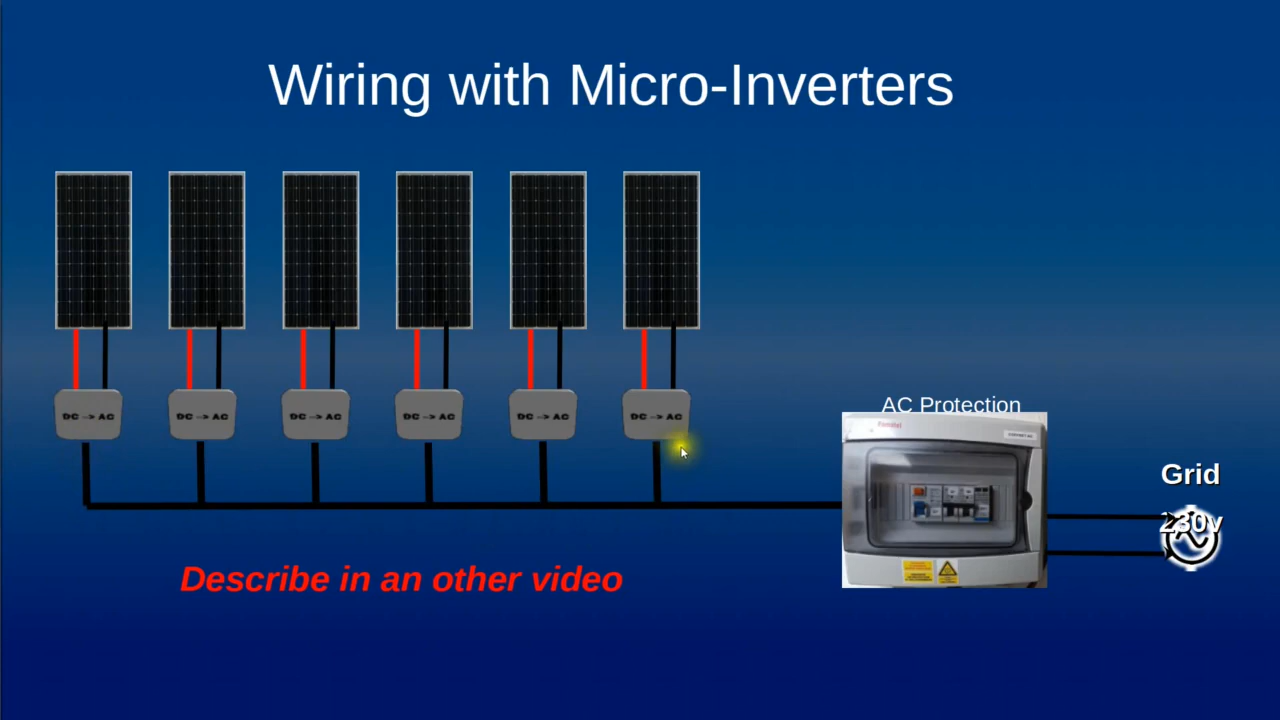 Wiring with Micro-Inverters
DC -> AC
DC -> AC
DC -> AC
DC -> AC
DC -> AC
DC -> AC
AC Protection
Grid
230v
Describe in an other video